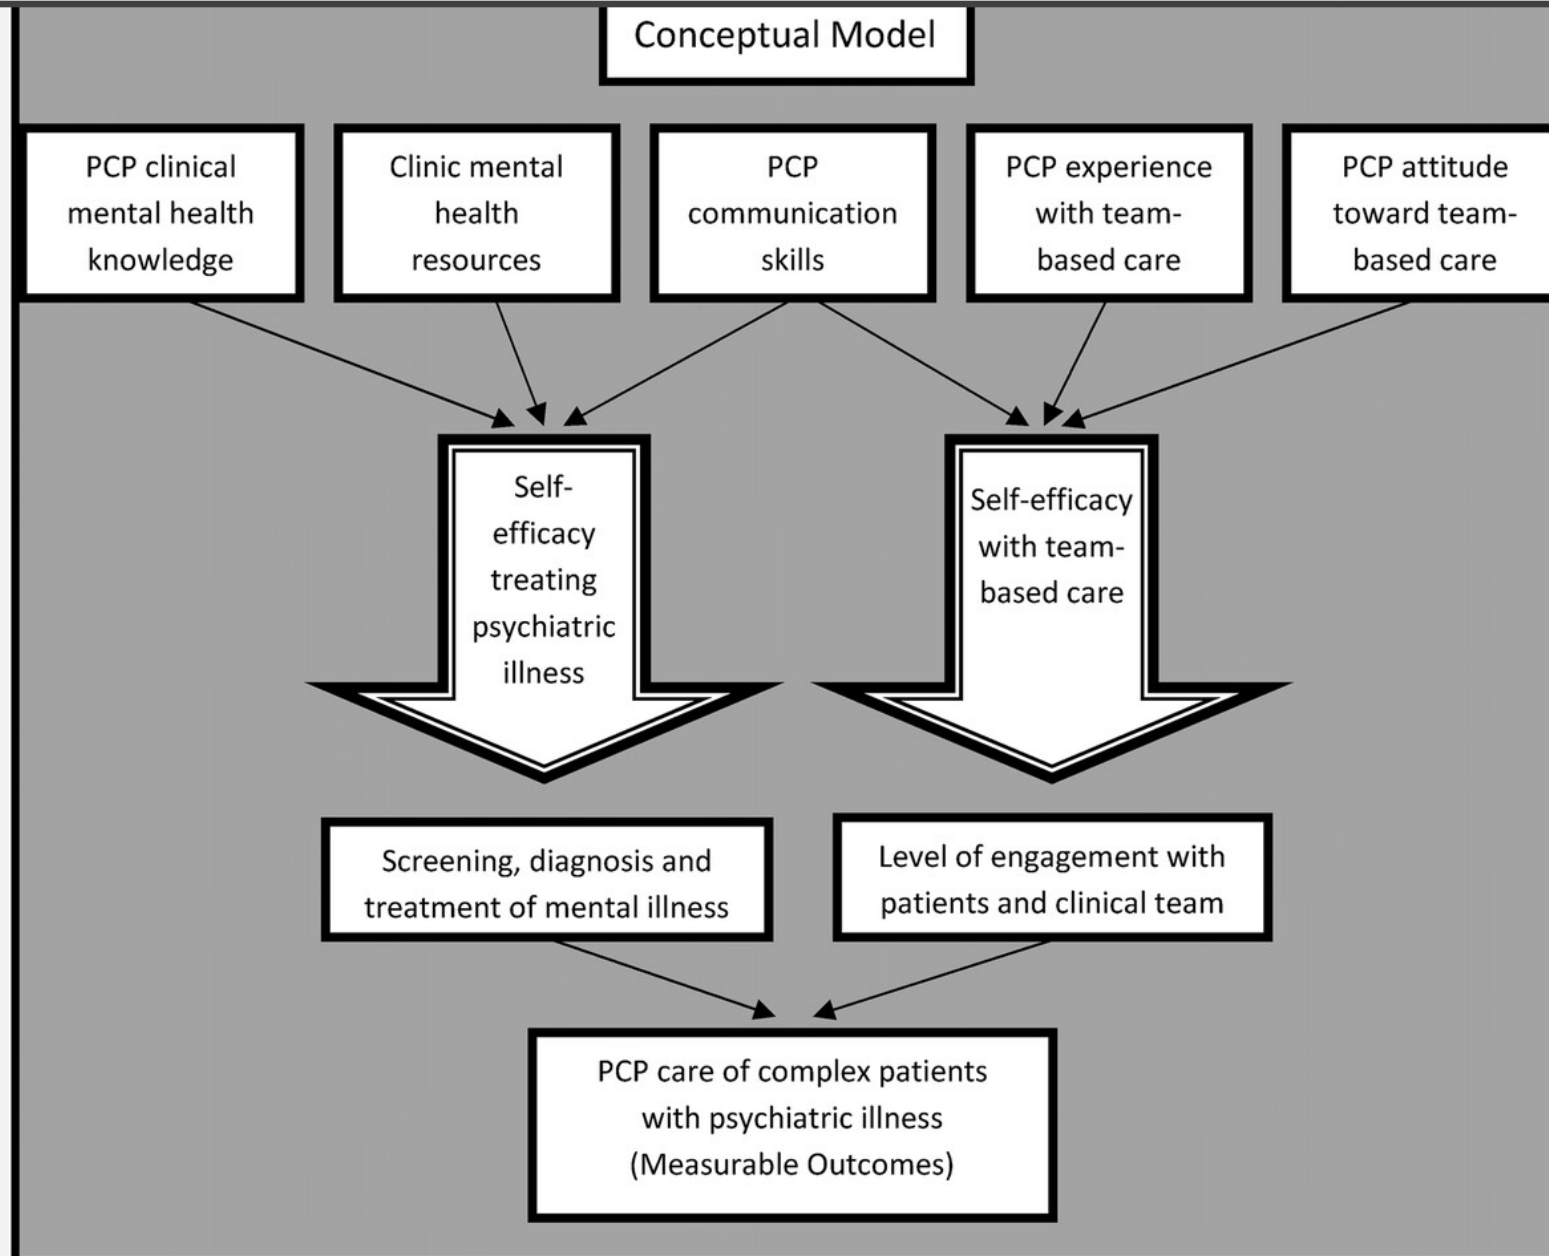 Conceptual Model
PCP clinical
mental health
knowledge
Clinic mental
health
resources
PCP
communication
skills
PCP experience
with team-
based care
PCP attitude
toward team-
based care
Self-
efficacy
treating
psychiatric
illness
Self-efficacy
with team-
based care
Screening, diagnosis and
treatment of mental illness
Level of engagement with
patients and clinical team
PCP care of complex patients
with psychiatric illness
(Measurable Outcomes)